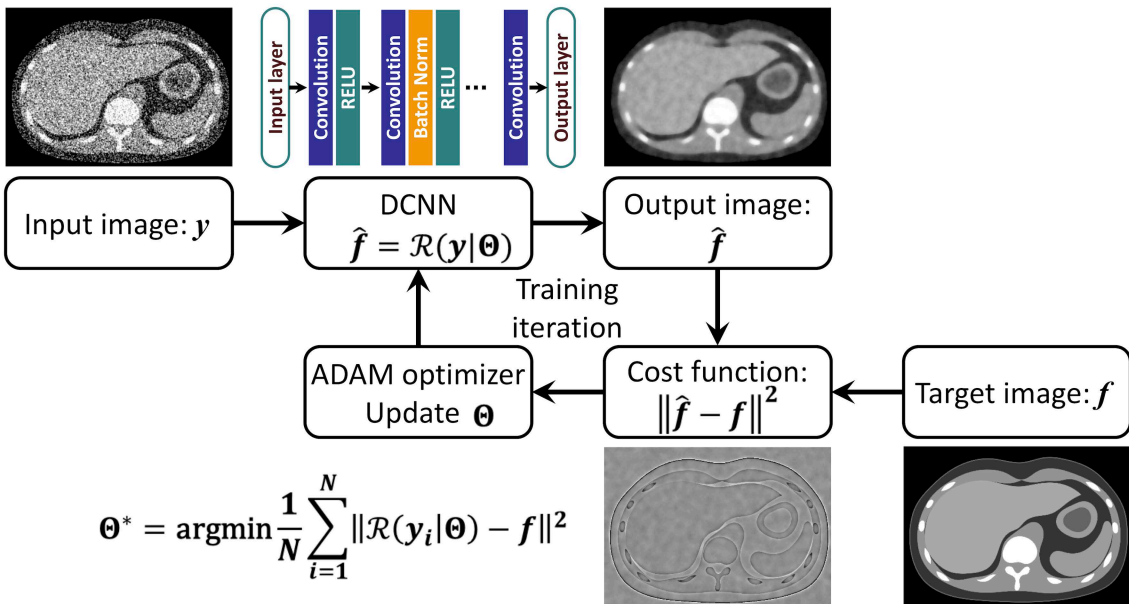 Input layer
Convolution
RELU
Convolution
Batch Norm
RELU
...
Convolution
Output layer
Input image: y
DCNN
f̂ = ℛ(y|Θ)
Output image:
f̂
Training
iteration
ADAM optimizer
Update Θ
Cost function:
‖f̂ − f‖²
Target image: f
Θ* = argmin 1/N ∑_{i=1}^{N} ‖ℛ(y_i|Θ) − f‖²